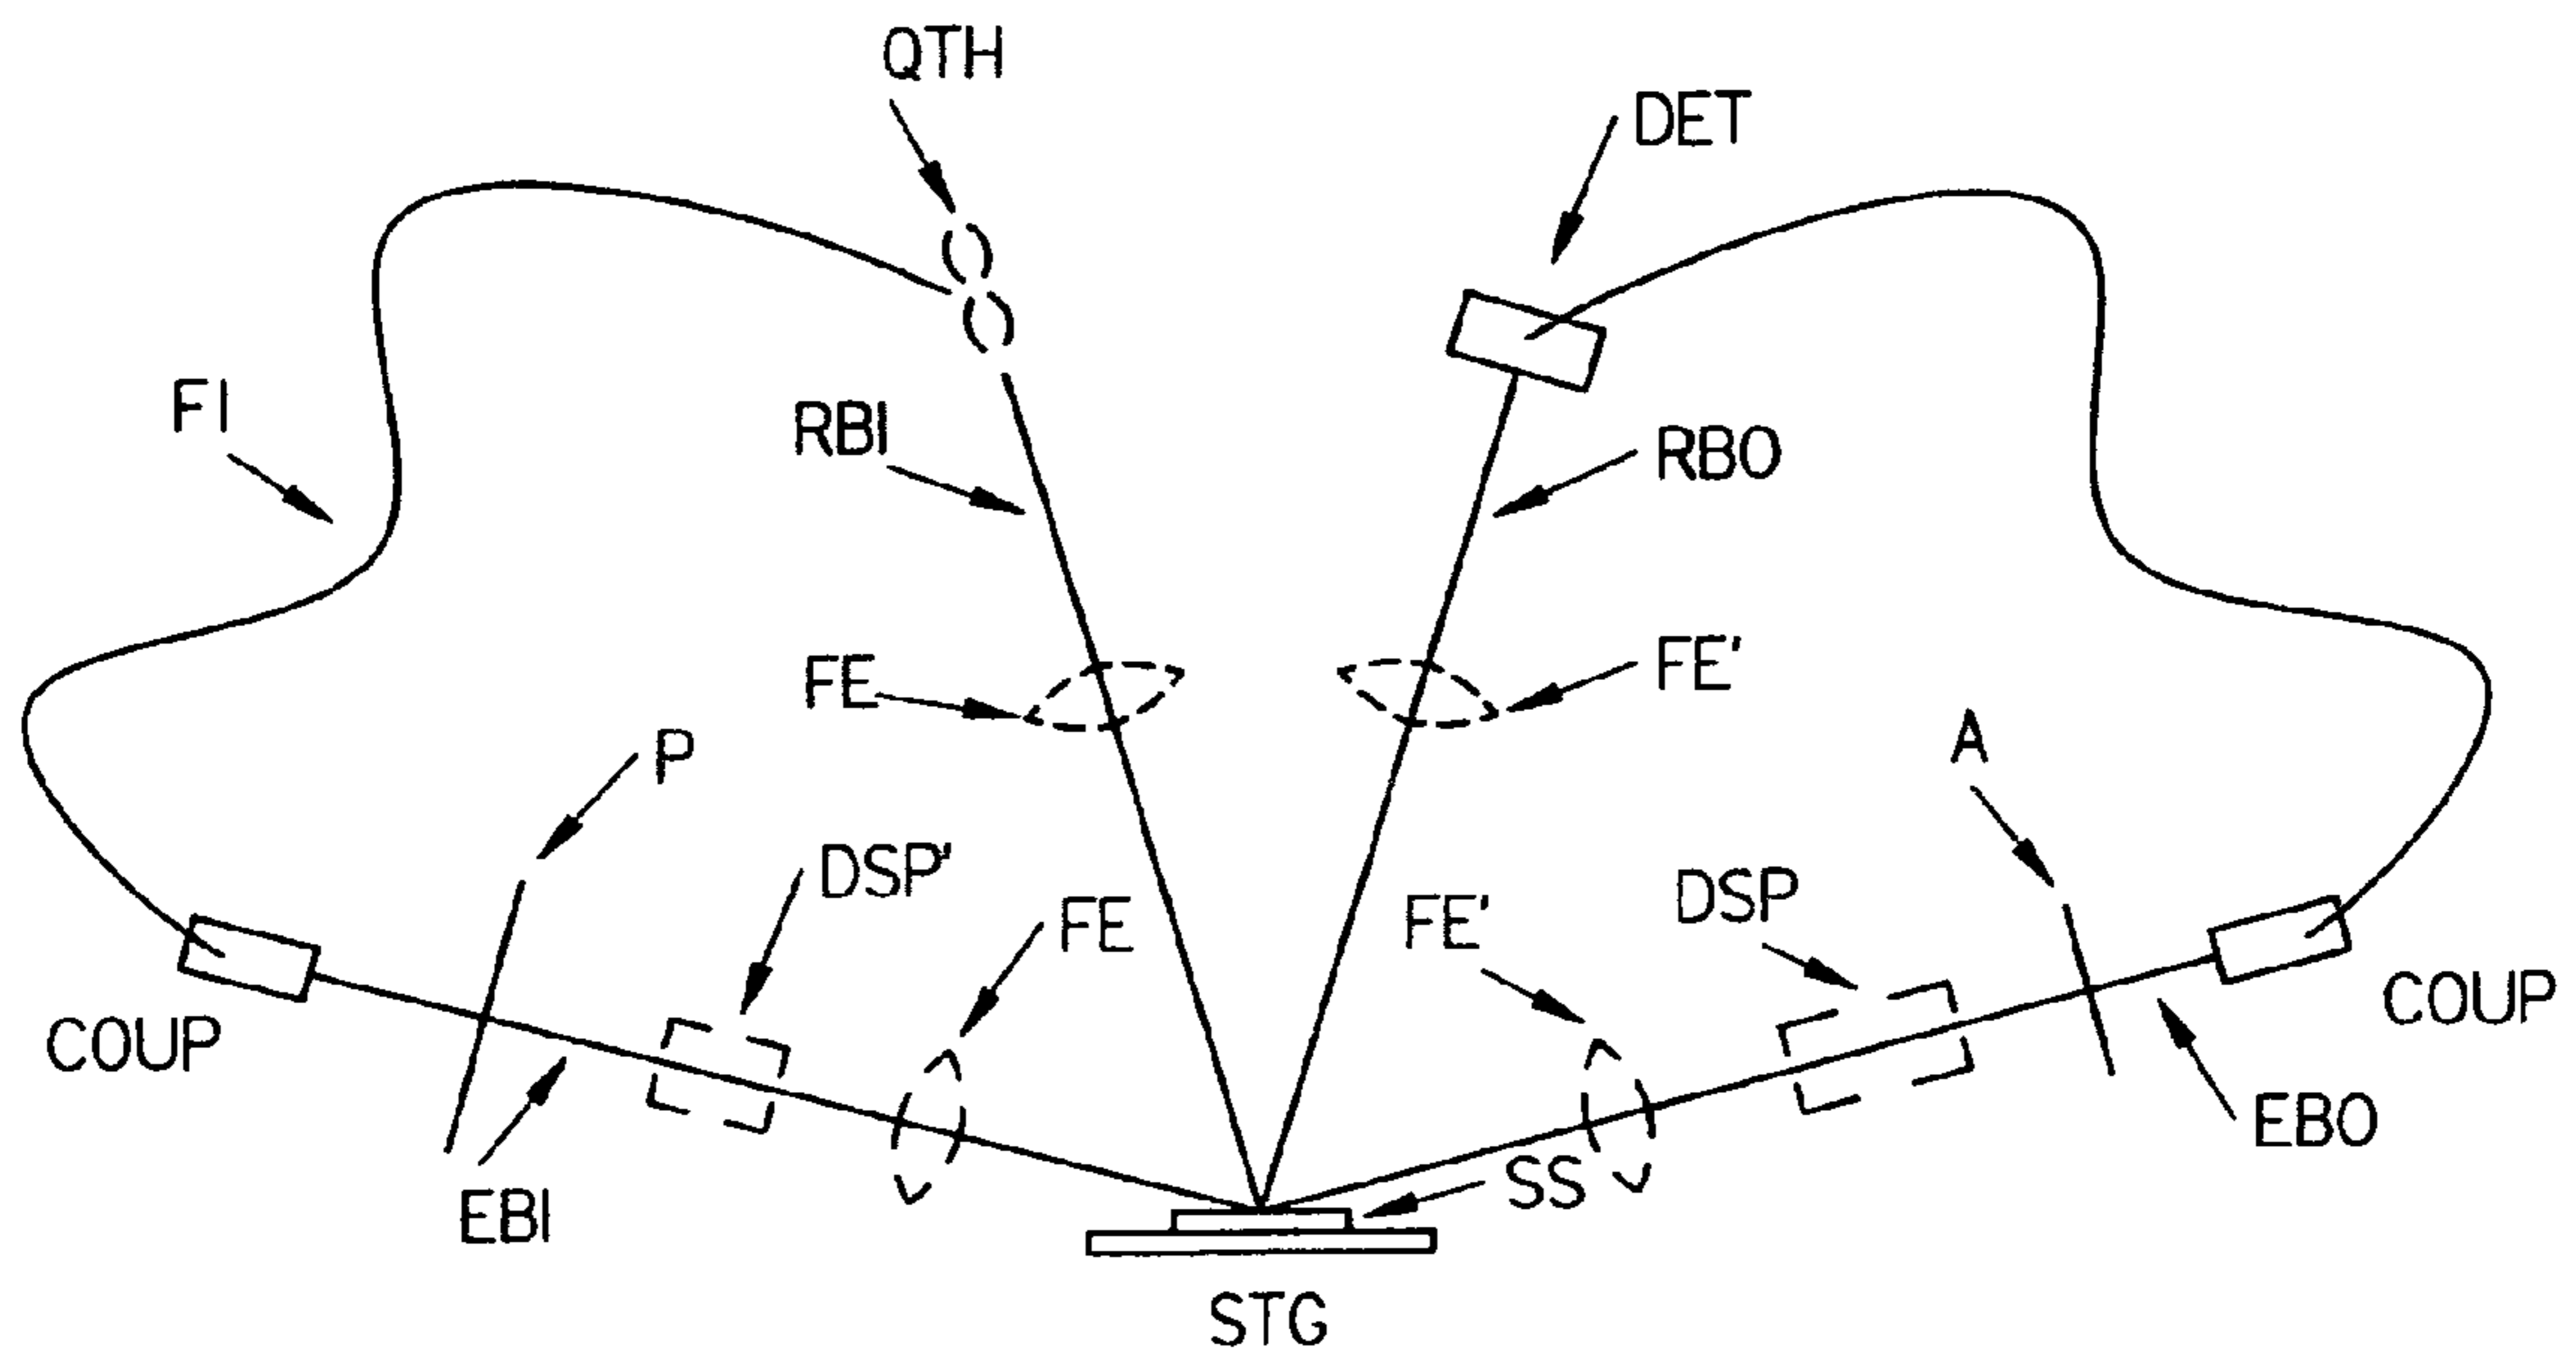 QTH
DET
FI
RBI
RBO
FE
FE'
P
A
DSP'
FE
FE'
DSP
COUP
COUP
EBI
SS
EBO
STG